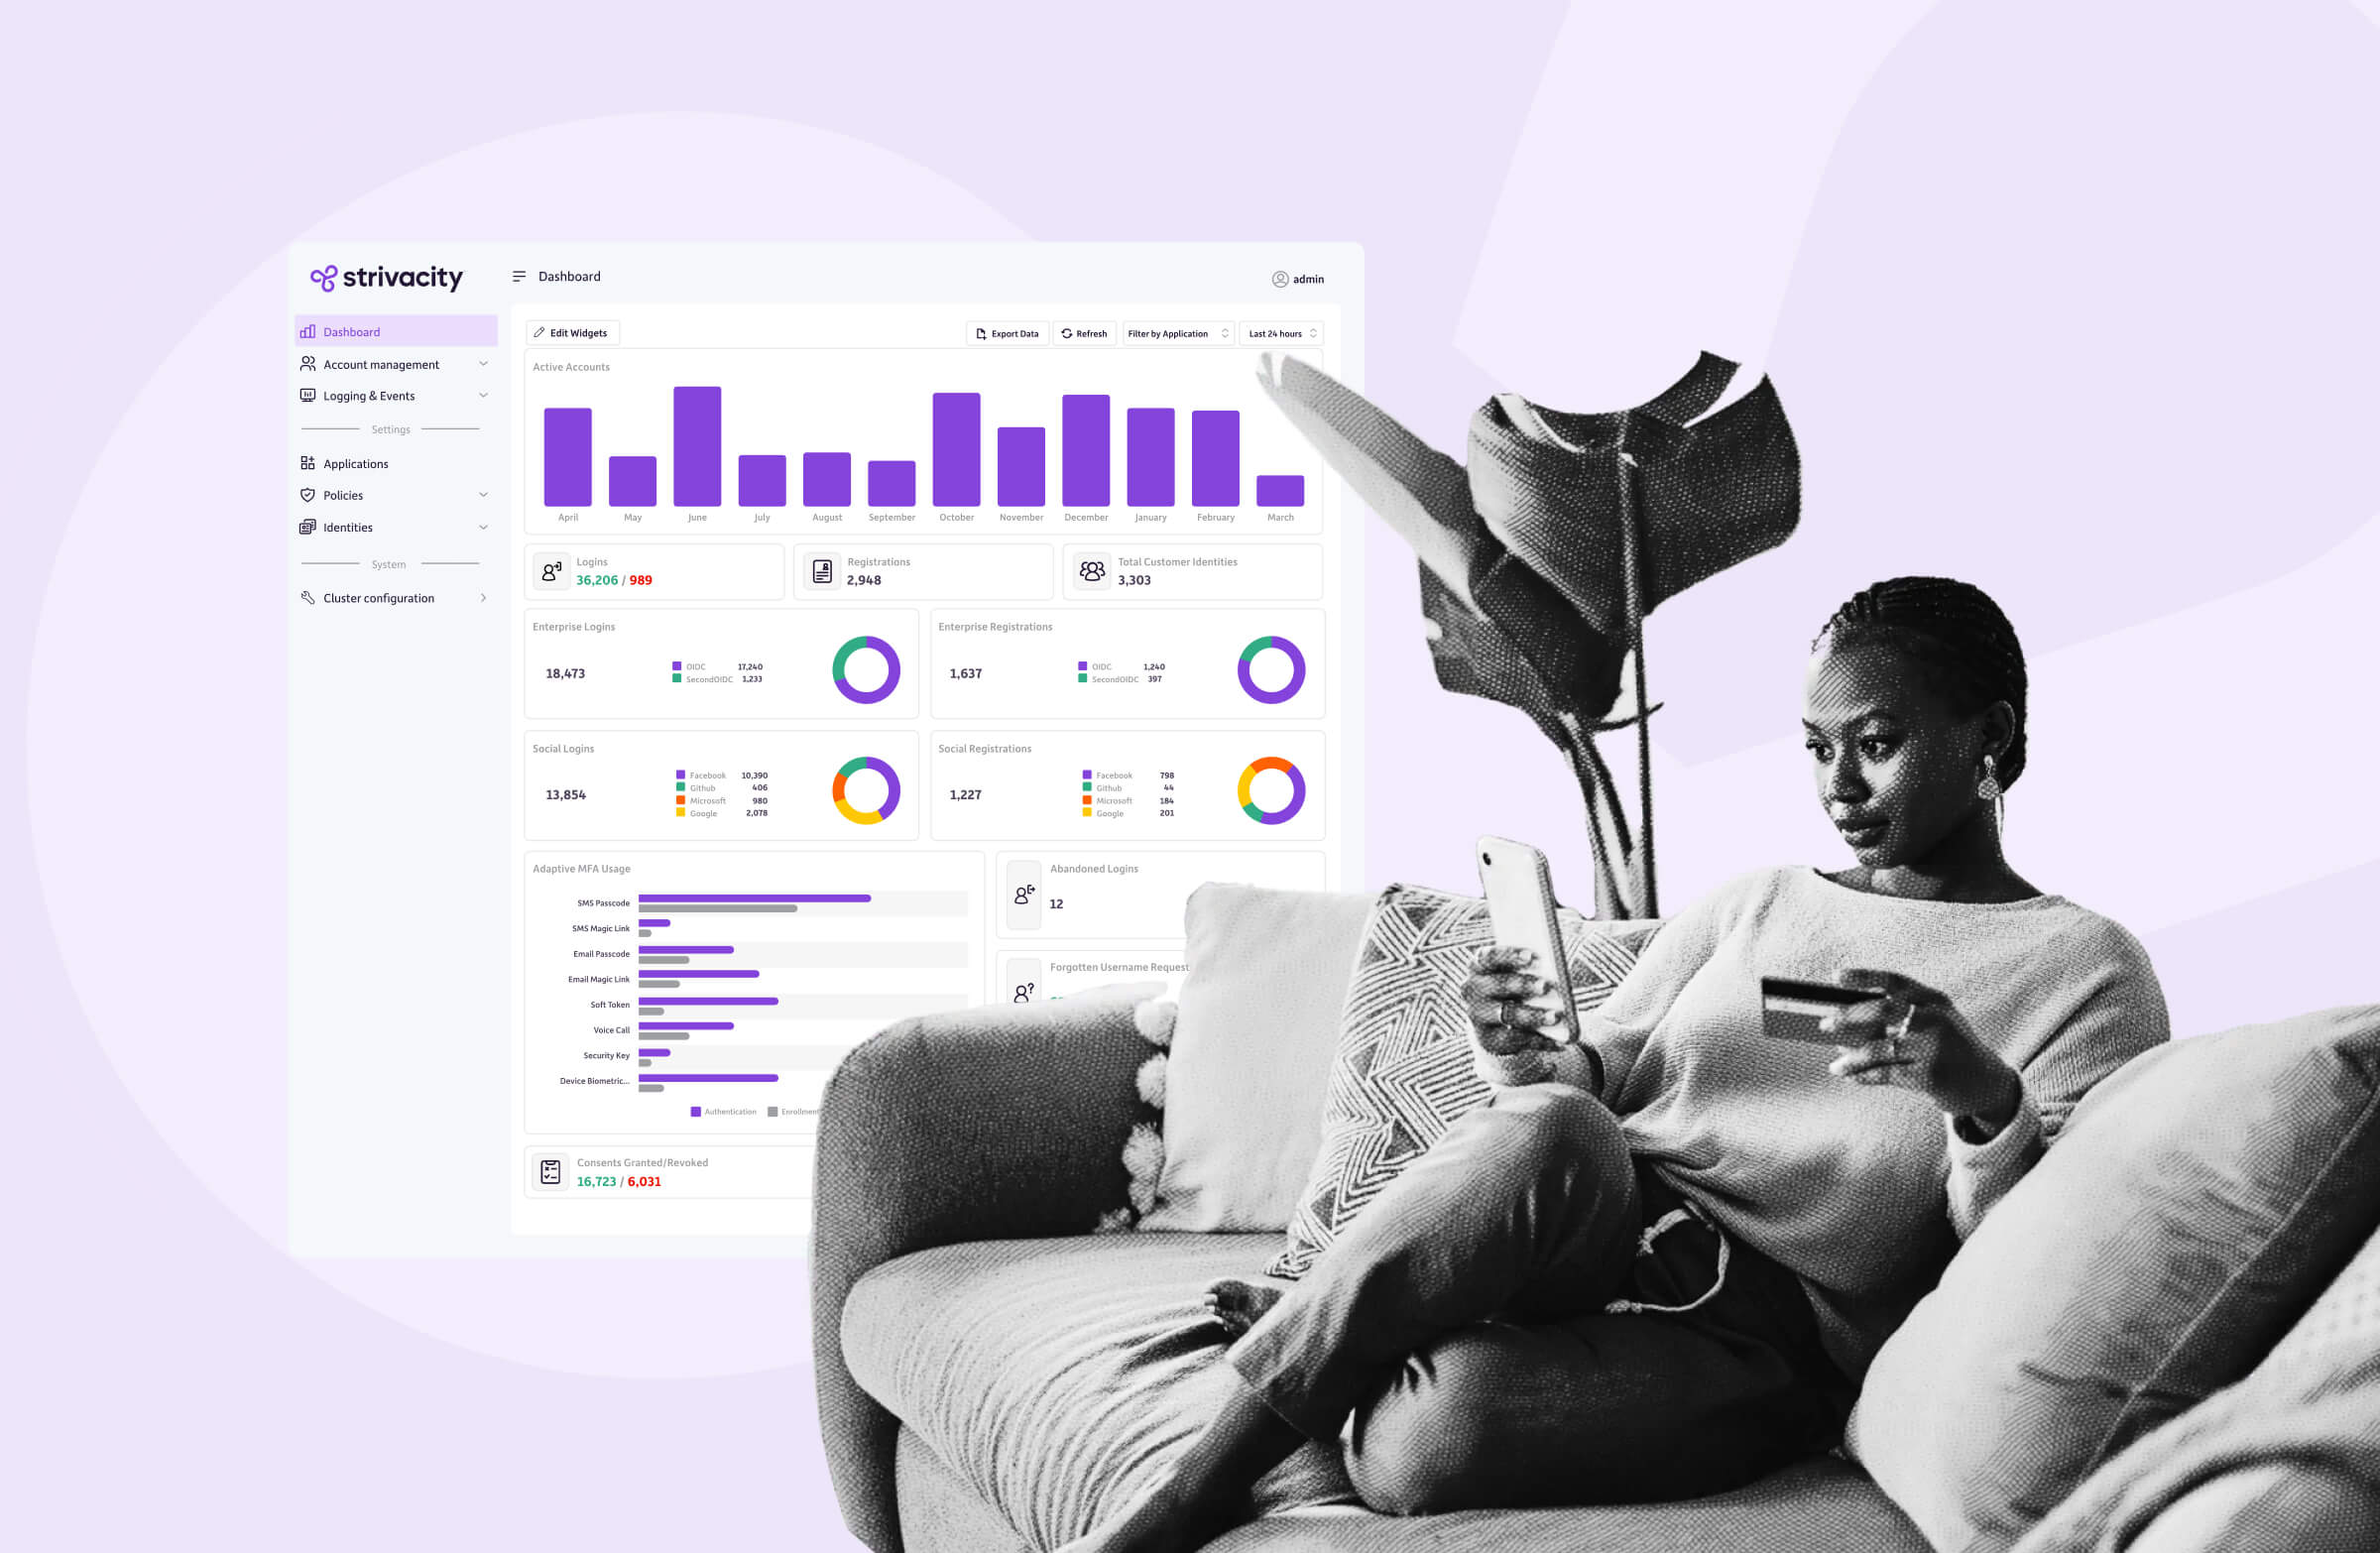 strivacity
Dashboard
admin
Dashboard
Account management
Logging & Events
Settings
Applications
Policies
Identities
System
Cluster configuration
Edit Widgets
Export Data
Refresh
Filter by Application
Last 24 hours
Active Accounts
April May June July August September October November December January February March
Logins
36,206 / 989
Registrations
2,948
Total Customer Identities
3,303
Enterprise Logins
18,473
OIDC 17,240
SecondOIDC 1,233
Enterprise Registrations
1,637
OIDC 1,240
SecondOIDC 397
Social Logins
13,854
Facebook 10,390
Github 406
Microsoft 980
Google 2,078
Social Registrations
1,227
Facebook 798
Github 44
Microsoft 184
Google 201
Adaptive MFA Usage
SMS Passcode
SMS Magic Link
Email Passcode
Email Magic Link
Soft Token
Voice Call
Security Key
Device Biometric...
Authentication Enrollment
Abandoned Logins
12
Forgotten Username Request
Consents Granted/Revoked
16,723 / 6,031